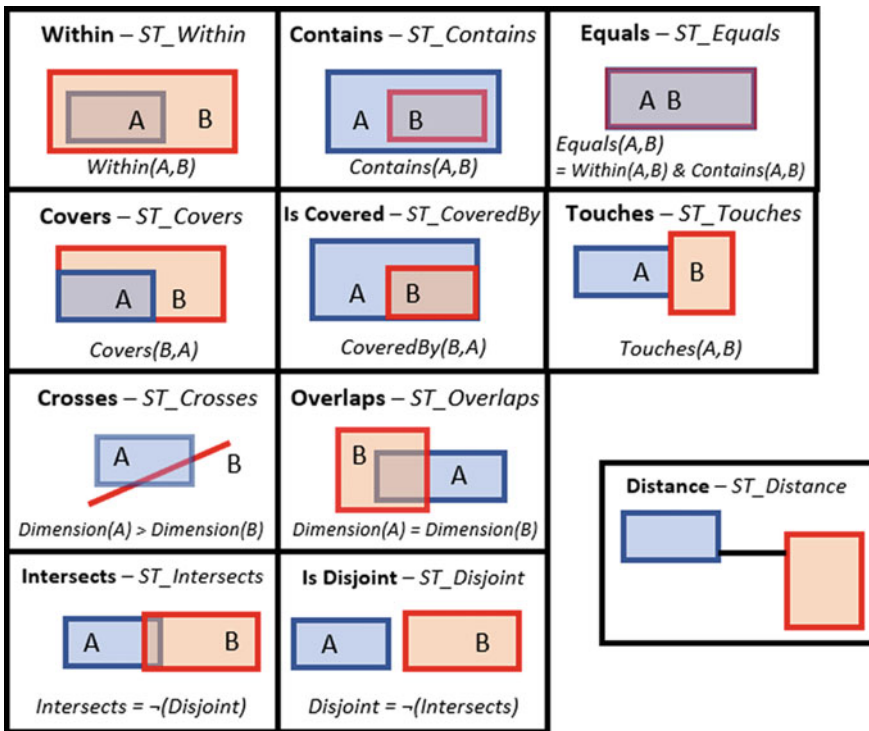 Within – ST_Within
A B
Within(A,B)
Contains – ST_Contains
A B
Contains(A,B)
Equals – ST_Equals
A B
Equals(A,B)
= Within(A,B) & Contains(A,B)
Covers – ST_Covers
A B
Covers(B,A)
Is Covered – ST_CoveredBy
A B
CoveredBy(B,A)
Touches – ST_Touches
A B
Touches(A,B)
Crosses – ST_Crosses
A B
Dimension(A) > Dimension(B)
Overlaps – ST_Overlaps
B A
Dimension(A) = Dimension(B)
Distance – ST_Distance
Intersects – ST_Intersects
A B
Intersects = ¬(Disjoint)
Is Disjoint – ST_Disjoint
A B
Disjoint = ¬(Intersects)